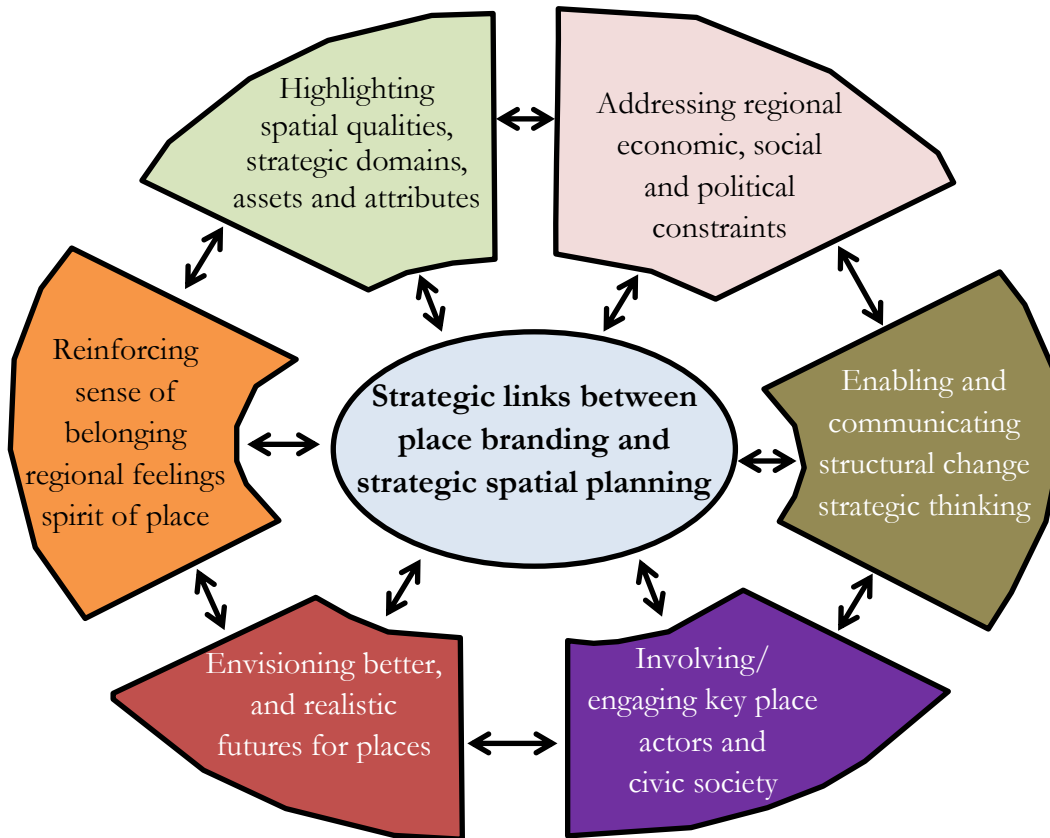 Highlighting
spatial qualities,
strategic domains,
assets and attributes
Addressing regional
economic, social
and political
constraints
Reinforcing
sense of
belonging
regional feelings
spirit of place
Strategic links between
place branding and
strategic spatial planning
Enabling and
communicating
structural change
strategic thinking
Envisioning better,
and realistic
futures for places
Involving/
engaging key place
actors and
civic society